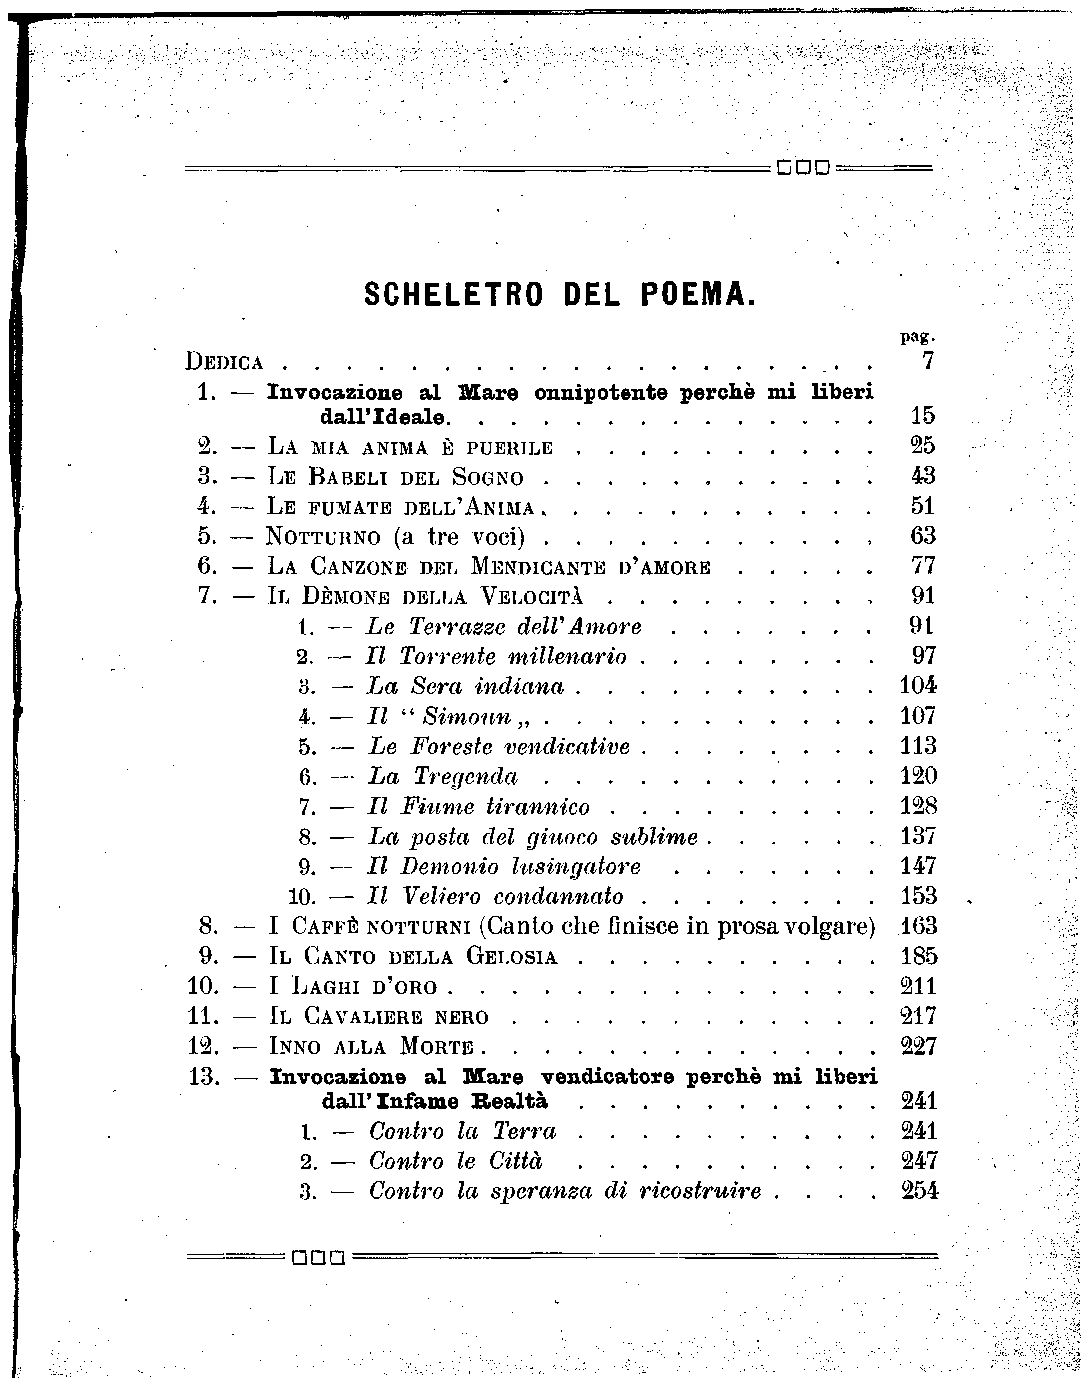 SCHELETRO DEL POEMA.
pag.
DEDICA . . . . . . . . . . . . . . . . . . . 7
1. — Invocazione al Mare onnipotente perchè mi liberi
dall'Ideale. . . . . . . . . . . . . . 15
2. — LA MIA ANIMA È PUERILE . . . . . . . . . . 25
3. — LE BABELI DEL SOGNO . . . . . . . . . . . 43
4. — LE FUMATE DELL'ANIMA. . . . . . . . . . . 51
5. — NOTTURNO (a tre voci) . . . . . . . . . . . 63
6. — LA CANZONE DEL MENDICANTE D'AMORE . . . . . 77
7. — IL DÈMONE DELLA VELOCITÀ . . . . . . . . . 91
1. — Le Terrazze dell'Amore . . . . . . . 91
2. — Il Torrente millenario . . . . . . . . 97
3. — La Sera indiana . . . . . . . . . . 104
4. — Il “ Simoun „ . . . . . . . . . . . 107
5. — Le Foreste vendicative . . . . . . . . 113
6. — La Tregenda . . . . . . . . . . . 120
7. — Il Fiume tirannico . . . . . . . . . 128
8. — La posta del giuoco sublime . . . . . . 137
9. — Il Demonio lusingatore . . . . . . . 147
10. — Il Veliero condannato . . . . . . . . 153
8. — I CAFFÈ NOTTURNI (Canto che finisce in prosa volgare) 163
9. — IL CANTO DELLA GELOSIA . . . . . . . . . . 185
10. — I LAGHI D'ORO . . . . . . . . . . . . . . 211
11. — IL CAVALIERE NERO . . . . . . . . . . . . 217
12. — INNO ALLA MORTE . . . . . . . . . . . . . 227
13. — Invocazione al Mare vendicatore perchè mi liberi
dall'Infame Realtà . . . . . . . . . . 241
1. — Contro la Terra . . . . . . . . . . 241
2. — Contro le Città . . . . . . . . . . 247
3. — Contro la speranza di ricostruire . . . . 254